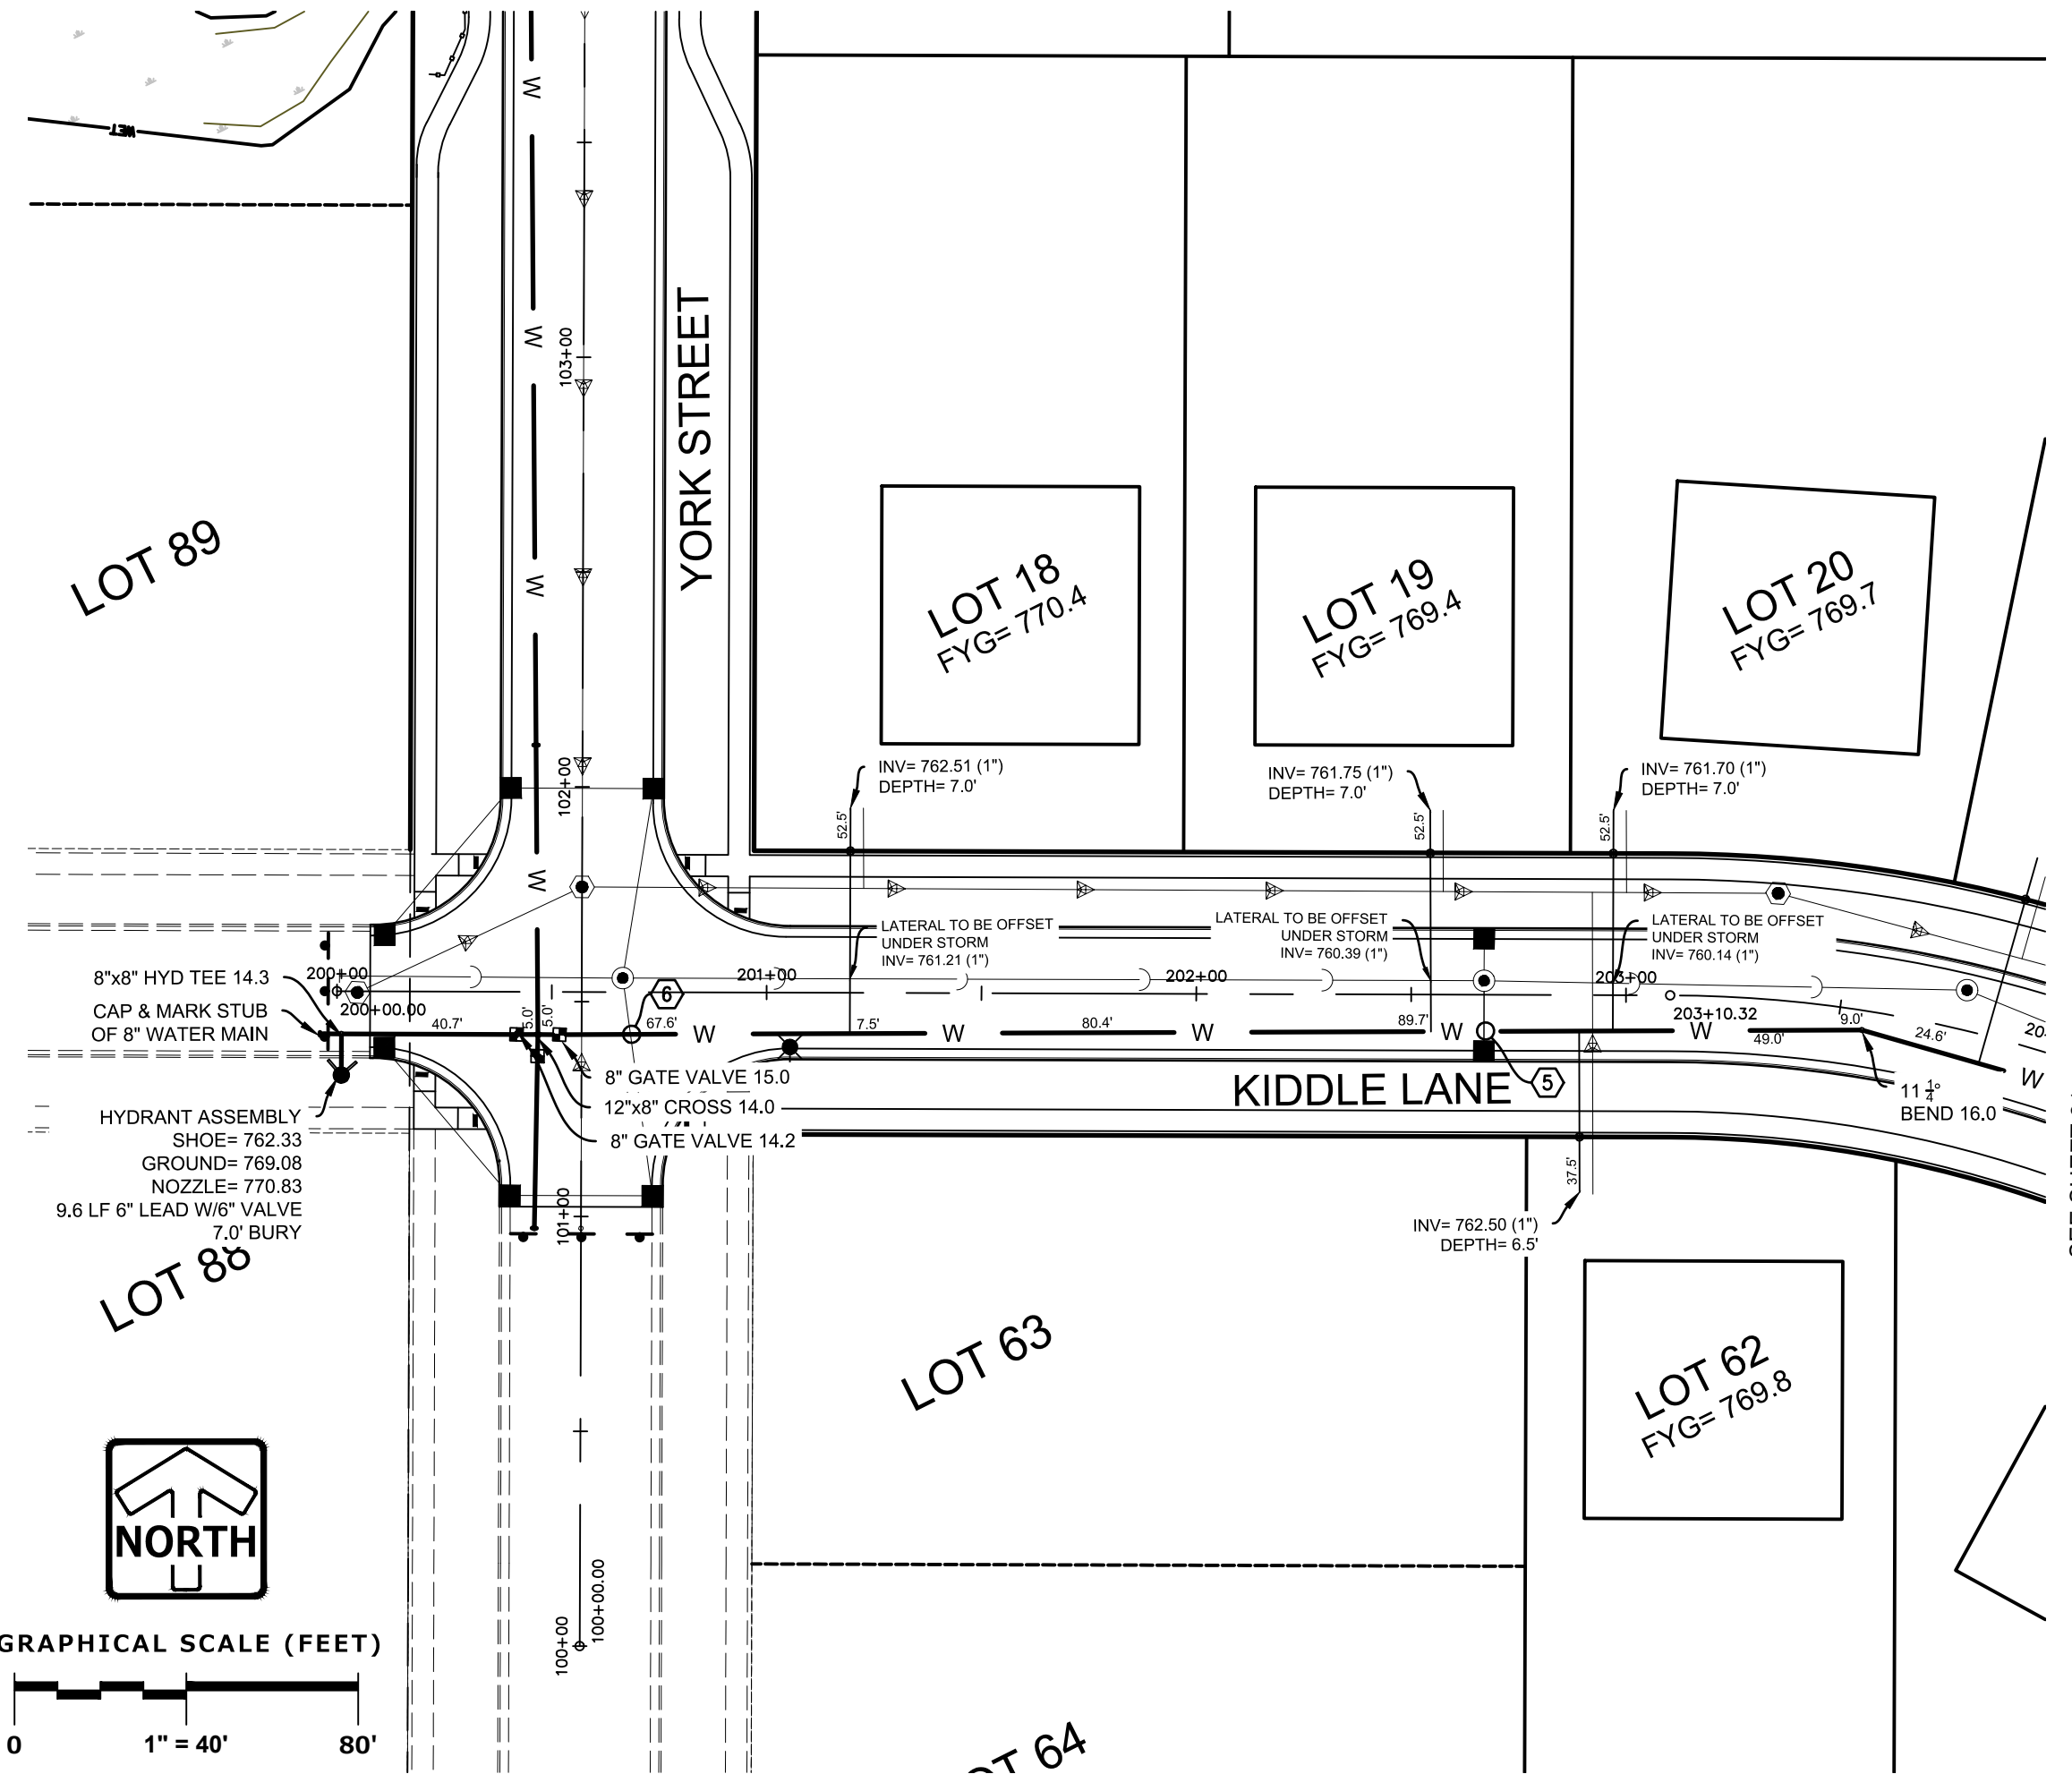 WET
W
W
W
W
103+00
YORK STREET
LOT 89
LOT 18
FYG= 770.4
LOT 19
FYG= 769.4
LOT 20
FYG= 769.7
102+00
INV= 762.51 (1")
DEPTH= 7.0'
INV= 761.75 (1")
DEPTH= 7.0'
INV= 761.70 (1")
DEPTH= 7.0'
52.5'
52.5'
52.5'
LATERAL TO BE OFFSET
UNDER STORM
INV= 761.21 (1")
LATERAL TO BE OFFSET
UNDER STORM
INV= 760.39 (1")
LATERAL TO BE OFFSET
UNDER STORM
INV= 760.14 (1")
8"x8" HYD TEE 14.3
CAP & MARK STUB
OF 8" WATER MAIN
200+00
200+00.00
201+00
202+00
203+00
203+10.32
6
40.7'
5.0'
5.0'
67.6'
W
7.5'
W
80.4'
W
89.7'
W
W
49.0'
9.0'
24.6'
20
W
8" GATE VALVE 15.0
12"x8" CROSS 14.0
8" GATE VALVE 14.2
KIDDLE LANE
5
11 1/4°
BEND 16.0
HYDRANT ASSEMBLY
SHOE= 762.33
GROUND= 769.08
NOZZLE= 770.83
9.6 LF 6" LEAD W/6" VALVE
7.0' BURY
101+00
37.5'
INV= 762.50 (1")
DEPTH= 6.5'
LOT 88
LOT 63
LOT 62
FYG= 769.8
NORTH
100+00
100+00.00
GRAPHICAL SCALE (FEET)
0
1" = 40'
80'
64